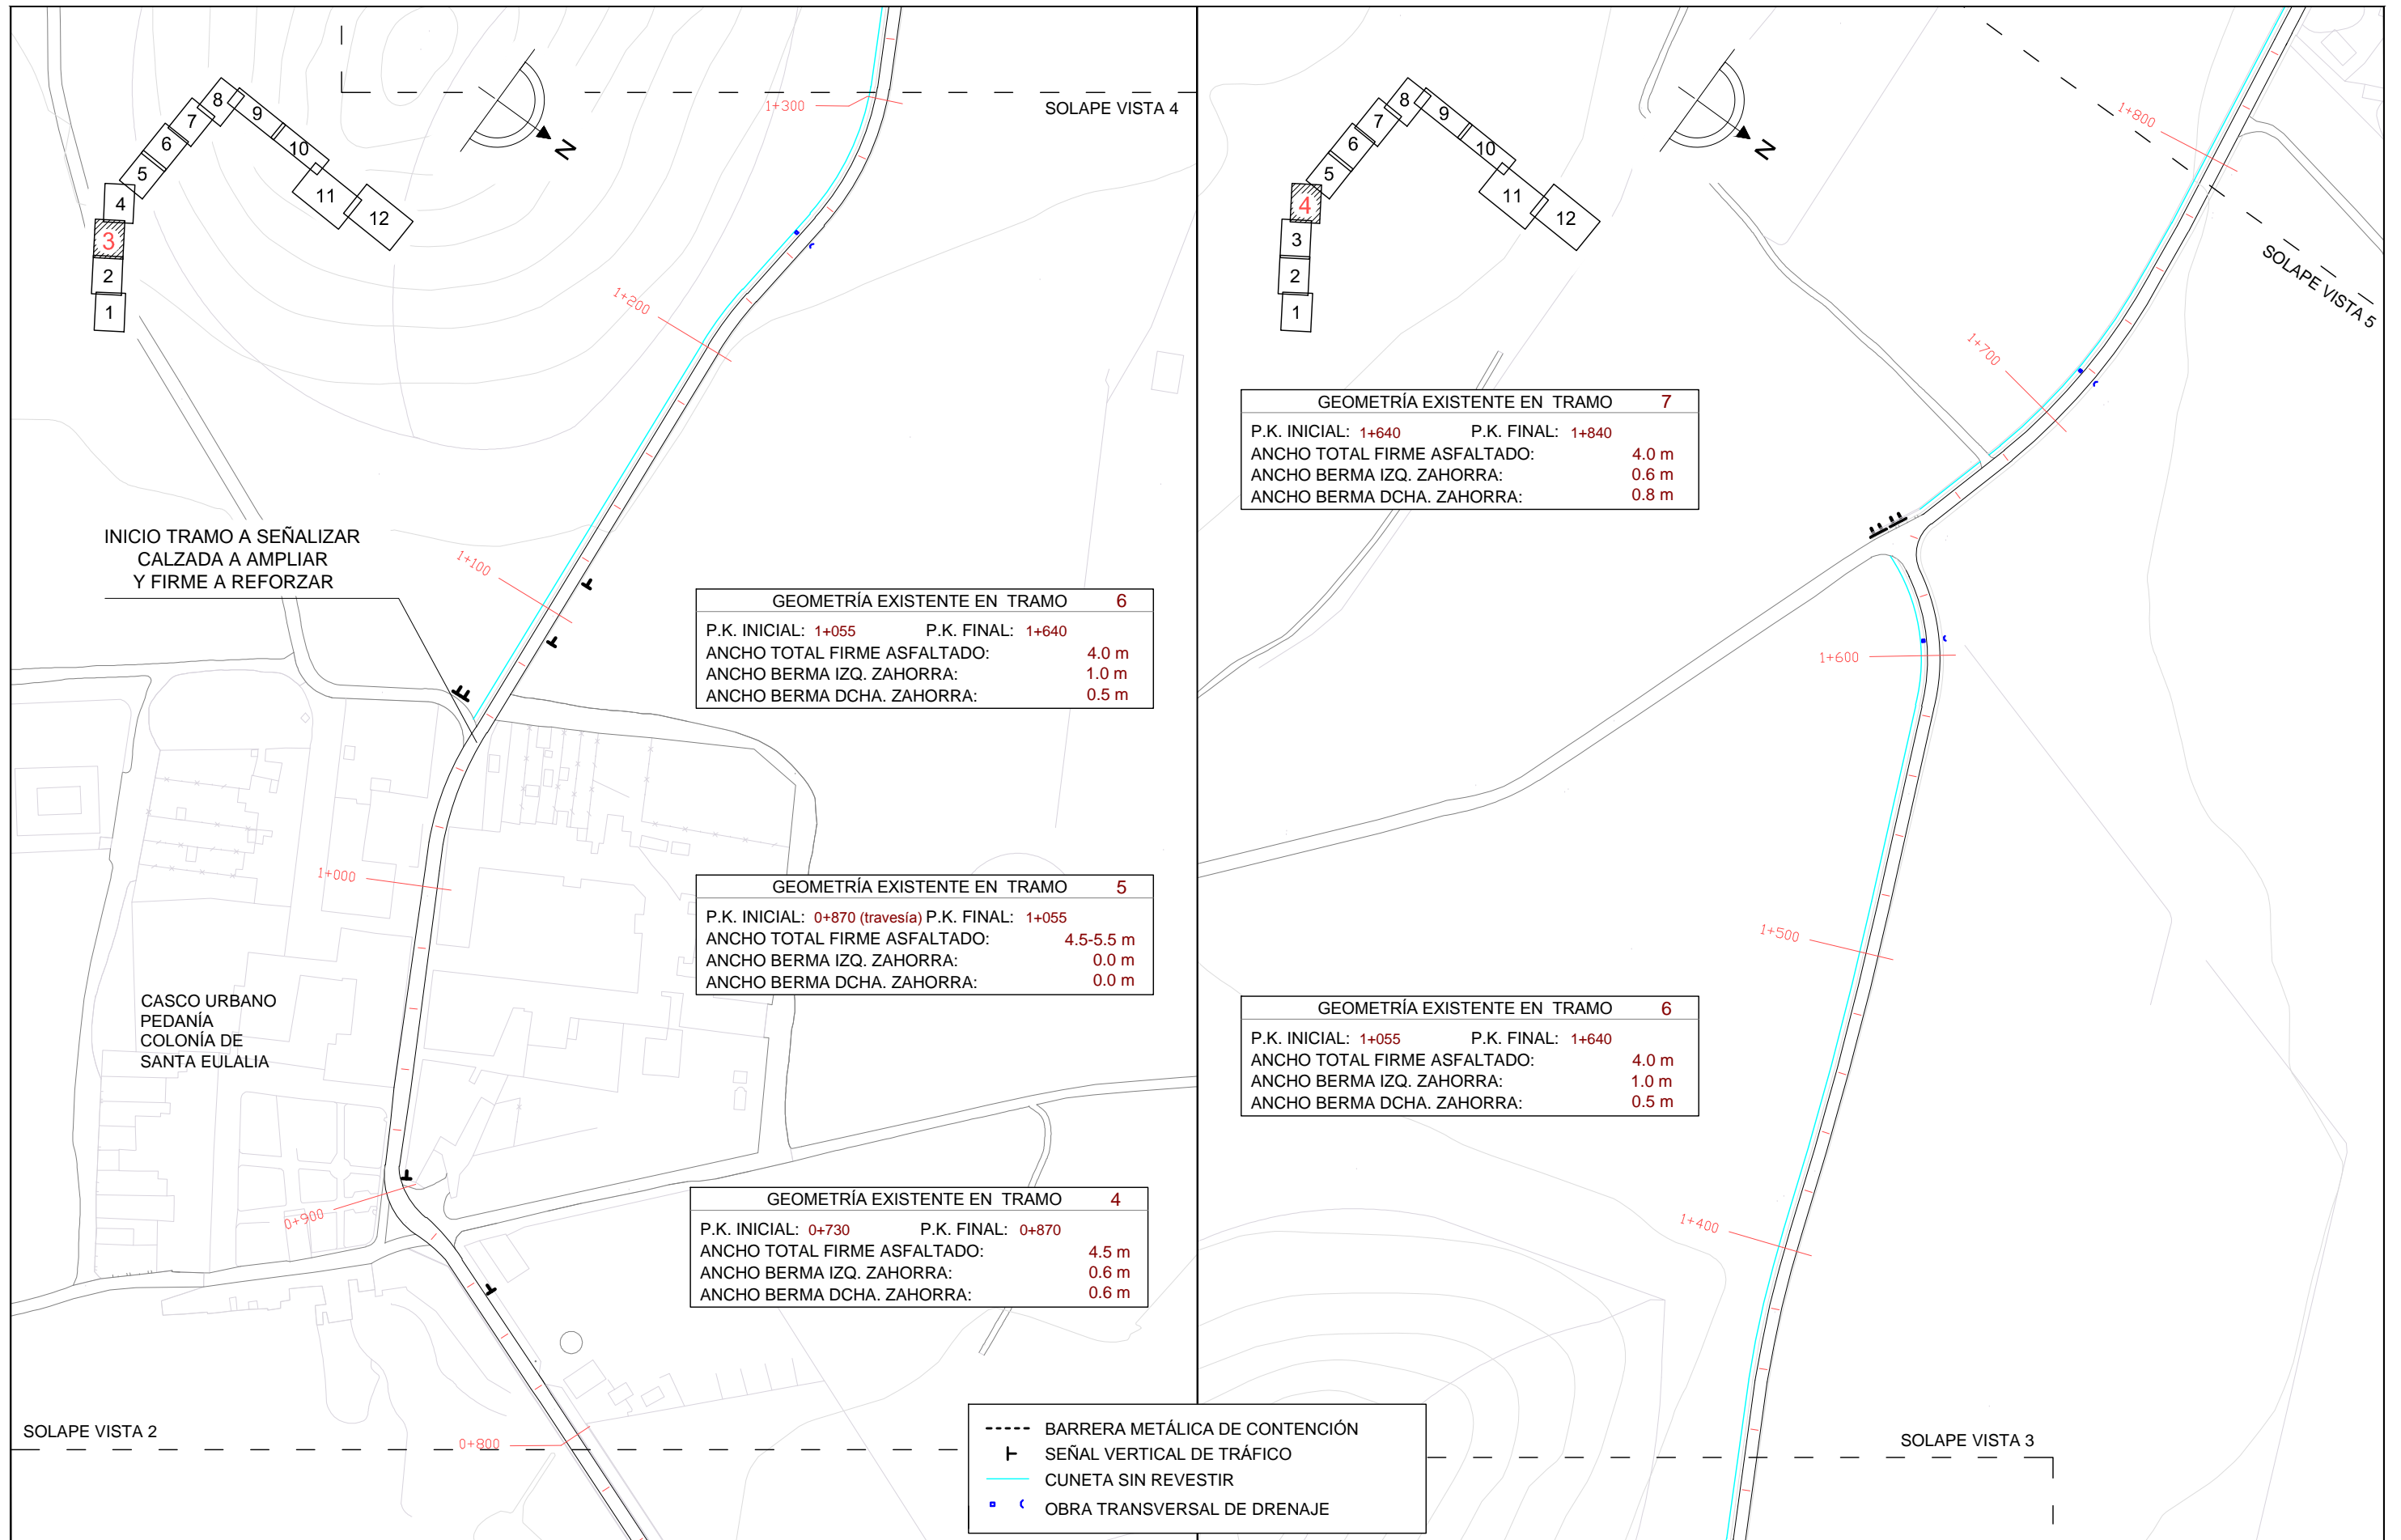 SOLAPE VISTA 4
1+300
N
8
9
7
6
10
5
11
4
12
3
2
1
1+200
INICIO TRAMO A SEÑALIZAR
CALZADA A AMPLIAR
Y FIRME A REFORZAR
1+100
GEOMETRÍA EXISTENTE EN TRAMO 6
P.K. INICIAL: 1+055 P.K. FINAL: 1+640
ANCHO TOTAL FIRME ASFALTADO: 4.0 m
ANCHO BERMA IZQ. ZAHORRA: 1.0 m
ANCHO BERMA DCHA. ZAHORRA: 0.5 m
1+000
GEOMETRÍA EXISTENTE EN TRAMO 5
P.K. INICIAL: 0+870 (travesía) P.K. FINAL: 1+055
ANCHO TOTAL FIRME ASFALTADO: 4.5-5.5 m
ANCHO BERMA IZQ. ZAHORRA: 0.0 m
ANCHO BERMA DCHA. ZAHORRA: 0.0 m
CASCO URBANO
PEDANÍA
COLONÍA DE
SANTA EULALIA
0+900
GEOMETRÍA EXISTENTE EN TRAMO 4
P.K. INICIAL: 0+730 P.K. FINAL: 0+870
ANCHO TOTAL FIRME ASFALTADO: 4.5 m
ANCHO BERMA IZQ. ZAHORRA: 0.6 m
ANCHO BERMA DCHA. ZAHORRA: 0.6 m
SOLAPE VISTA 2
0+800
N
8
9
7
6
10
5
11
4
12
3
2
1
1+800
SOLAPE VISTA 5
1+700
GEOMETRÍA EXISTENTE EN TRAMO 7
P.K. INICIAL: 1+640 P.K. FINAL: 1+840
ANCHO TOTAL FIRME ASFALTADO: 4.0 m
ANCHO BERMA IZQ. ZAHORRA: 0.6 m
ANCHO BERMA DCHA. ZAHORRA: 0.8 m
1+600
1+500
GEOMETRÍA EXISTENTE EN TRAMO 6
P.K. INICIAL: 1+055 P.K. FINAL: 1+640
ANCHO TOTAL FIRME ASFALTADO: 4.0 m
ANCHO BERMA IZQ. ZAHORRA: 1.0 m
ANCHO BERMA DCHA. ZAHORRA: 0.5 m
1+400
SOLAPE VISTA 3
BARRERA METÁLICA DE CONTENCIÓN
SEÑAL VERTICAL DE TRÁFICO
CUNETA SIN REVESTIR
OBRA TRANSVERSAL DE DRENAJE